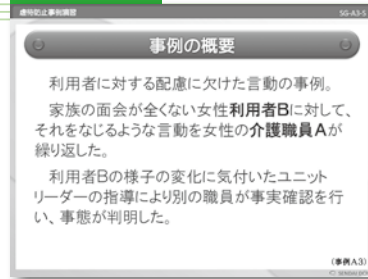 虐待防止事例演習 SG-A3-5
事例の概要
利用者に対する配慮に欠けた言動の事例。
家族の面会が全くない女性利用者Bに対して、
それをなじるような言動を女性の介護職員Aが
繰り返した。
利用者Bの様子の変化に気付いたユニット
リーダーの指導により別の職員が事実確認を行
い、事態が判明した。
(事例A3)